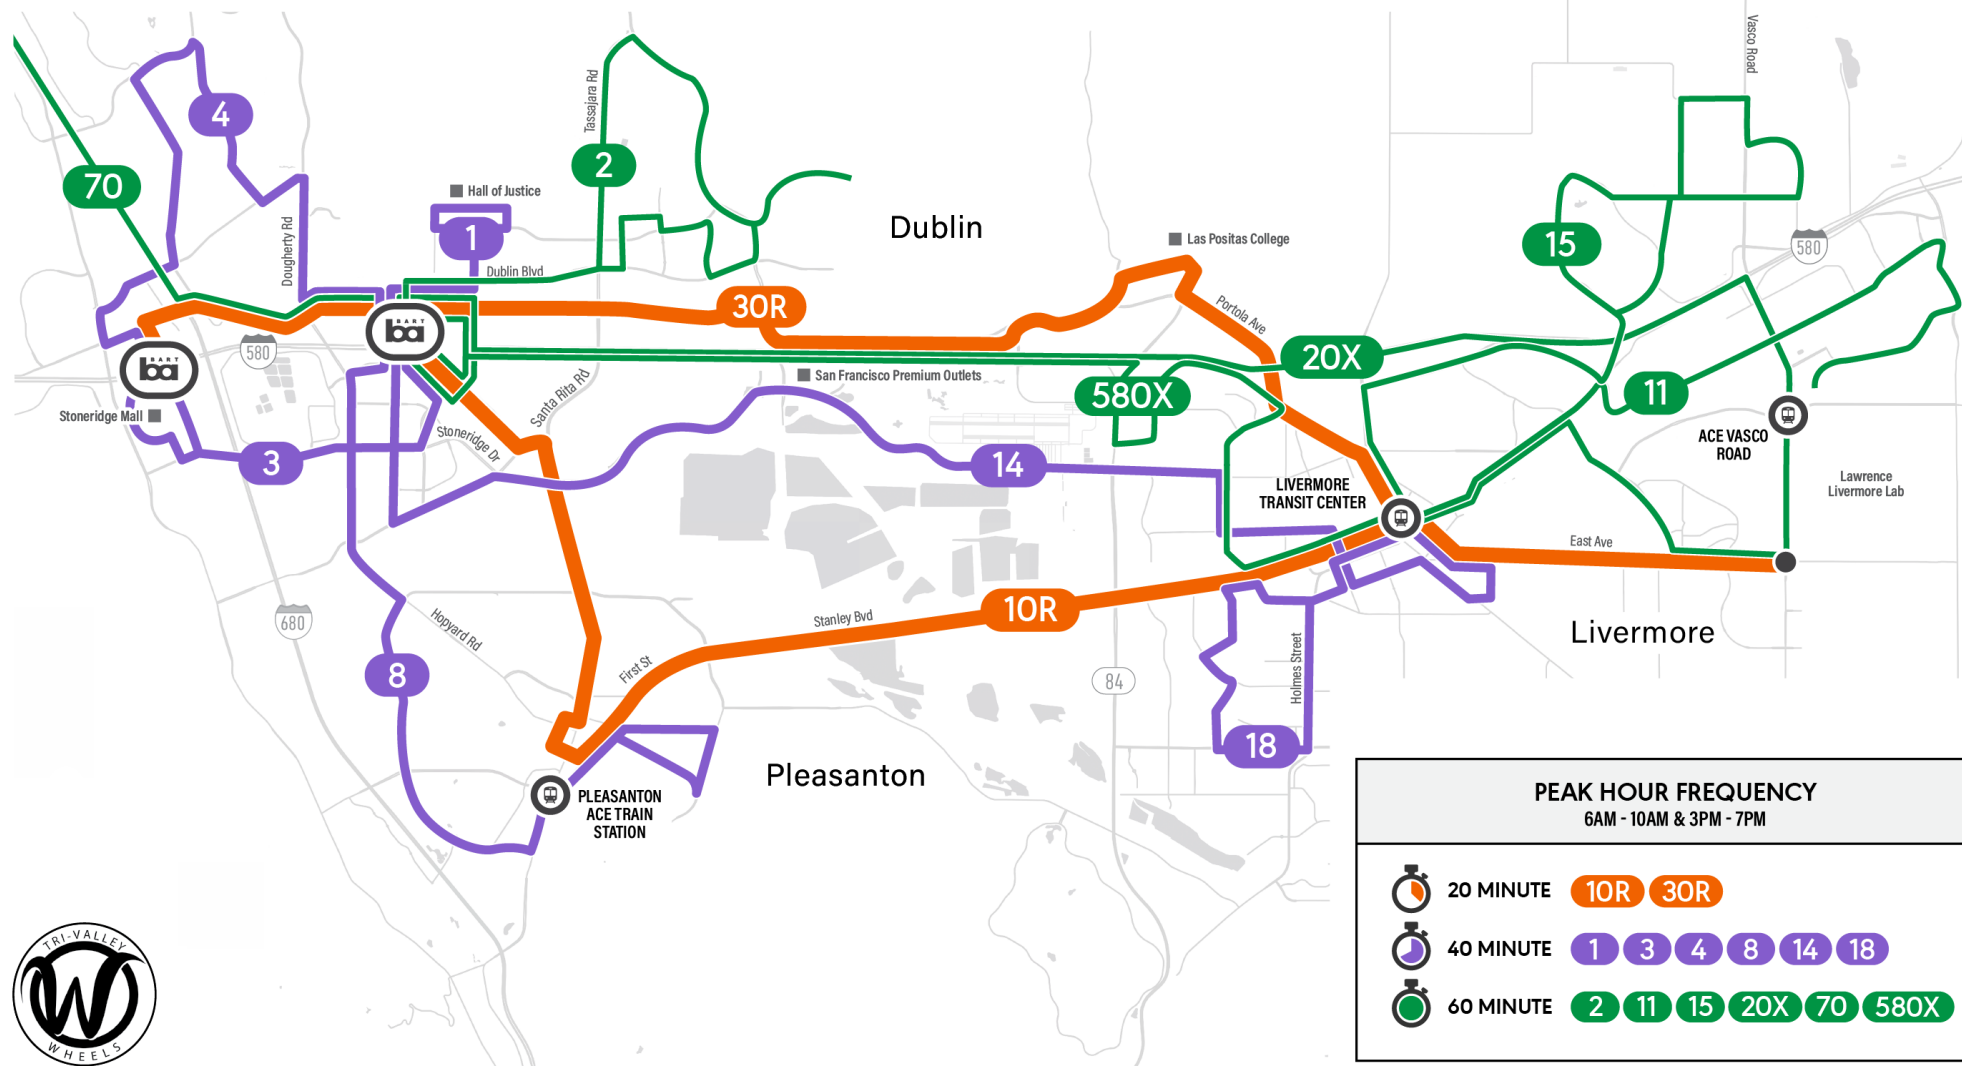 Vasco Road
4
Tassajara Rd
2
70
Hall of Justice
1
Dougherty Rd
Dublin
Las Positas College
15
580
Dublin Blvd
30R
Portola Ave
BART
ba
580
20X
BART
ba
San Francisco Premium Outlets
580X
11
Santa Rita Rd
Stoneridge Mall
Stoneridge Dr
ACE VASCO
ROAD
3
14
LIVERMORE
TRANSIT CENTER
Lawrence
Livermore Lab
East Ave
680
Hopyard Rd
Stanley Bvd
10R
Livermore
First St
8
84
Holmes Street
18
Pleasanton
PLEASANTON
ACE TRAIN
STATION
PEAK HOUR FREQUENCY
6AM - 10AM & 3PM - 7PM
20 MINUTE 10R 30R
40 MINUTE 1 3 4 8 14 18
60 MINUTE 2 11 15 20X 70 580X
TRI-VALLEY
W
WHEELS